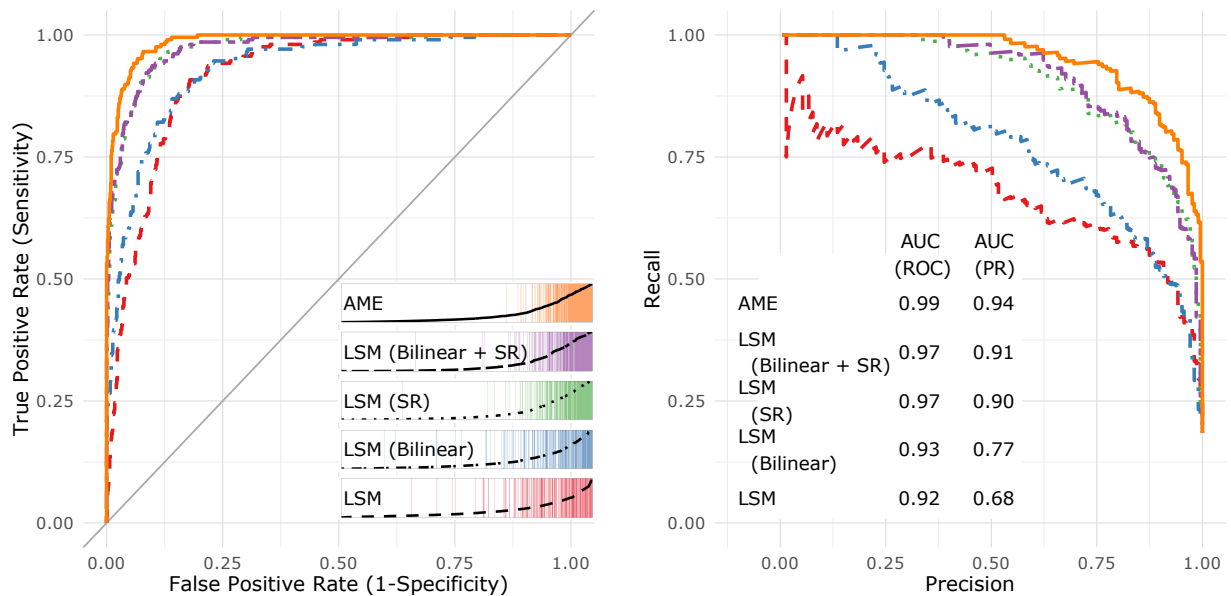 1.00
0.75
0.50
0.25
0.00
True Positive Rate (Sensitivity)
AME
LSM (Bilinear + SR)
LSM (SR)
LSM (Bilinear)
LSM
0.00
0.25
0.50
0.75
1.00
False Positive Rate (1-Specificity)
1.00
0.75
0.50
0.25
0.00
Recall
AUC AUC
(ROC) (PR)
AME 0.99 0.94
LSM
(Bilinear + SR) 0.97 0.91
LSM
(SR) 0.97 0.90
LSM
(Bilinear) 0.93 0.77
LSM 0.92 0.68
0.00
0.25
0.50
0.75
1.00
Precision